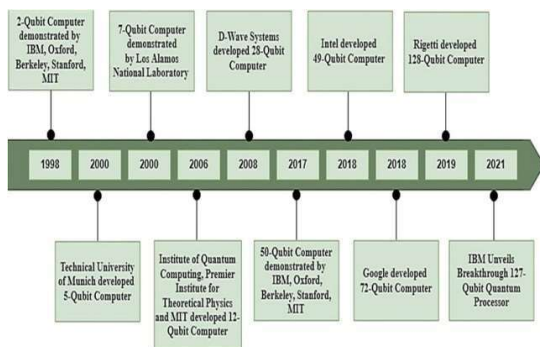 2-Qubit Computer
demonstrated by
IBM, Oxford,
Berkeley, Stanford,
MIT
7-Qubit Computer
demonstrated
by Los Alamos
National Laboratory
D-Wave Systems
developed 28-Qubit
Computer
Intel developed
49-Qubit Computer
Rigetti developed
128-Qubit Computer
1998
2000
2000
2006
2008
2017
2018
2018
2019
2021
Technical University
of Munich developed
5-Qubit Computer
Institute of Quantum
Computing, Premier
Institute for
Theoretical Physics
and MIT developed 12-
Qubit Computer
50-Qubit Computer
demonstrated by
IBM, Oxford,
Berkeley, Stanford,
MIT
Google developed
72-Qubit Computer
IBM Unveils
Breakthrough 127-
Qubit Quantum
Processor